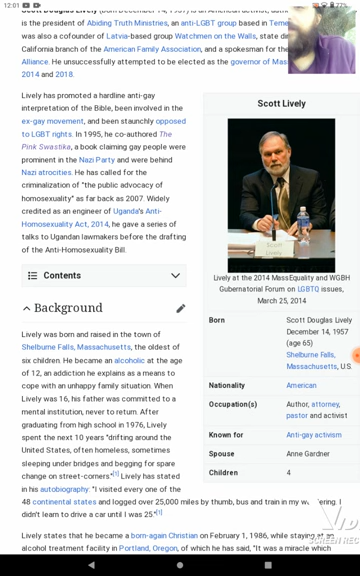 12:01
77%
Scott Douglas Lively (born December 14, 1957) is an American activist,
is the president of Abiding Truth Ministries, an anti-LGBT group based in
was also a cofounder of Latvia-based group Watchmen on the Walls, state
California branch of the American Family Association, and a spokesman for the
Alliance. He unsuccessfully attempted to be elected as the governor of
2014 and 2018.
Lively has promoted a hardline anti-gay
interpretation of the Bible, been involved in the
ex-gay movement, and been staunchly opposed
to LGBT rights. In 1995, he co-authored The
Pink Swastika, a book claiming gay people were
prominent in the Nazi Party and were behind
Nazi atrocities. He has called for the
criminalization of "the public advocacy of
homosexuality" as far back as 2007. Widely
credited as an engineer of Uganda's Anti-
Homosexuality Act, 2014, he gave a series of
talks to Ugandan lawmakers before the drafting
of the Anti-Homosexuality Bill.
Contents
Background
Lively was born and raised in the town of
Shelburne Falls, Massachusetts, the oldest of
six children. He became an alcoholic at the age
of 12, an addiction he explains as a means to
cope with an unhappy family situation. When
Lively was 16, his father was committed to a
mental institution, never to return. After
graduating from high school in 1976, Lively
spent the next 10 years "drifting around the
United States, often homeless, sometimes
sleeping under bridges and begging for spare
change on street-corners."[1] Lively has stated
in his autobiography: "I visited every one of the
48 continental states and logged over 25,000 miles by thumb, bus and train in my
didn't learn to drive a car until I was 25."[1]
Lively states that he became a born-again Christian on February 1, 1986, while staying at
alcohol treatment facility in Portland, Oregon, of which he has said, "It was a miracle which
Scott Lively
Scott
Lively
Lively at the 2014 MassEquality and WGBH
Gubernatorial Forum on LGBTQ issues,
March 25, 2014
Born Scott Douglas Lively
December 14, 1957
(age 65)
Shelburne Falls,
Massachusetts, U.S.
Nationality American
Occupation(s) Author, attorney,
pastor and activist
Known for Anti-gay activism
Spouse Anne Gardner
Children 4
SCREEN REC